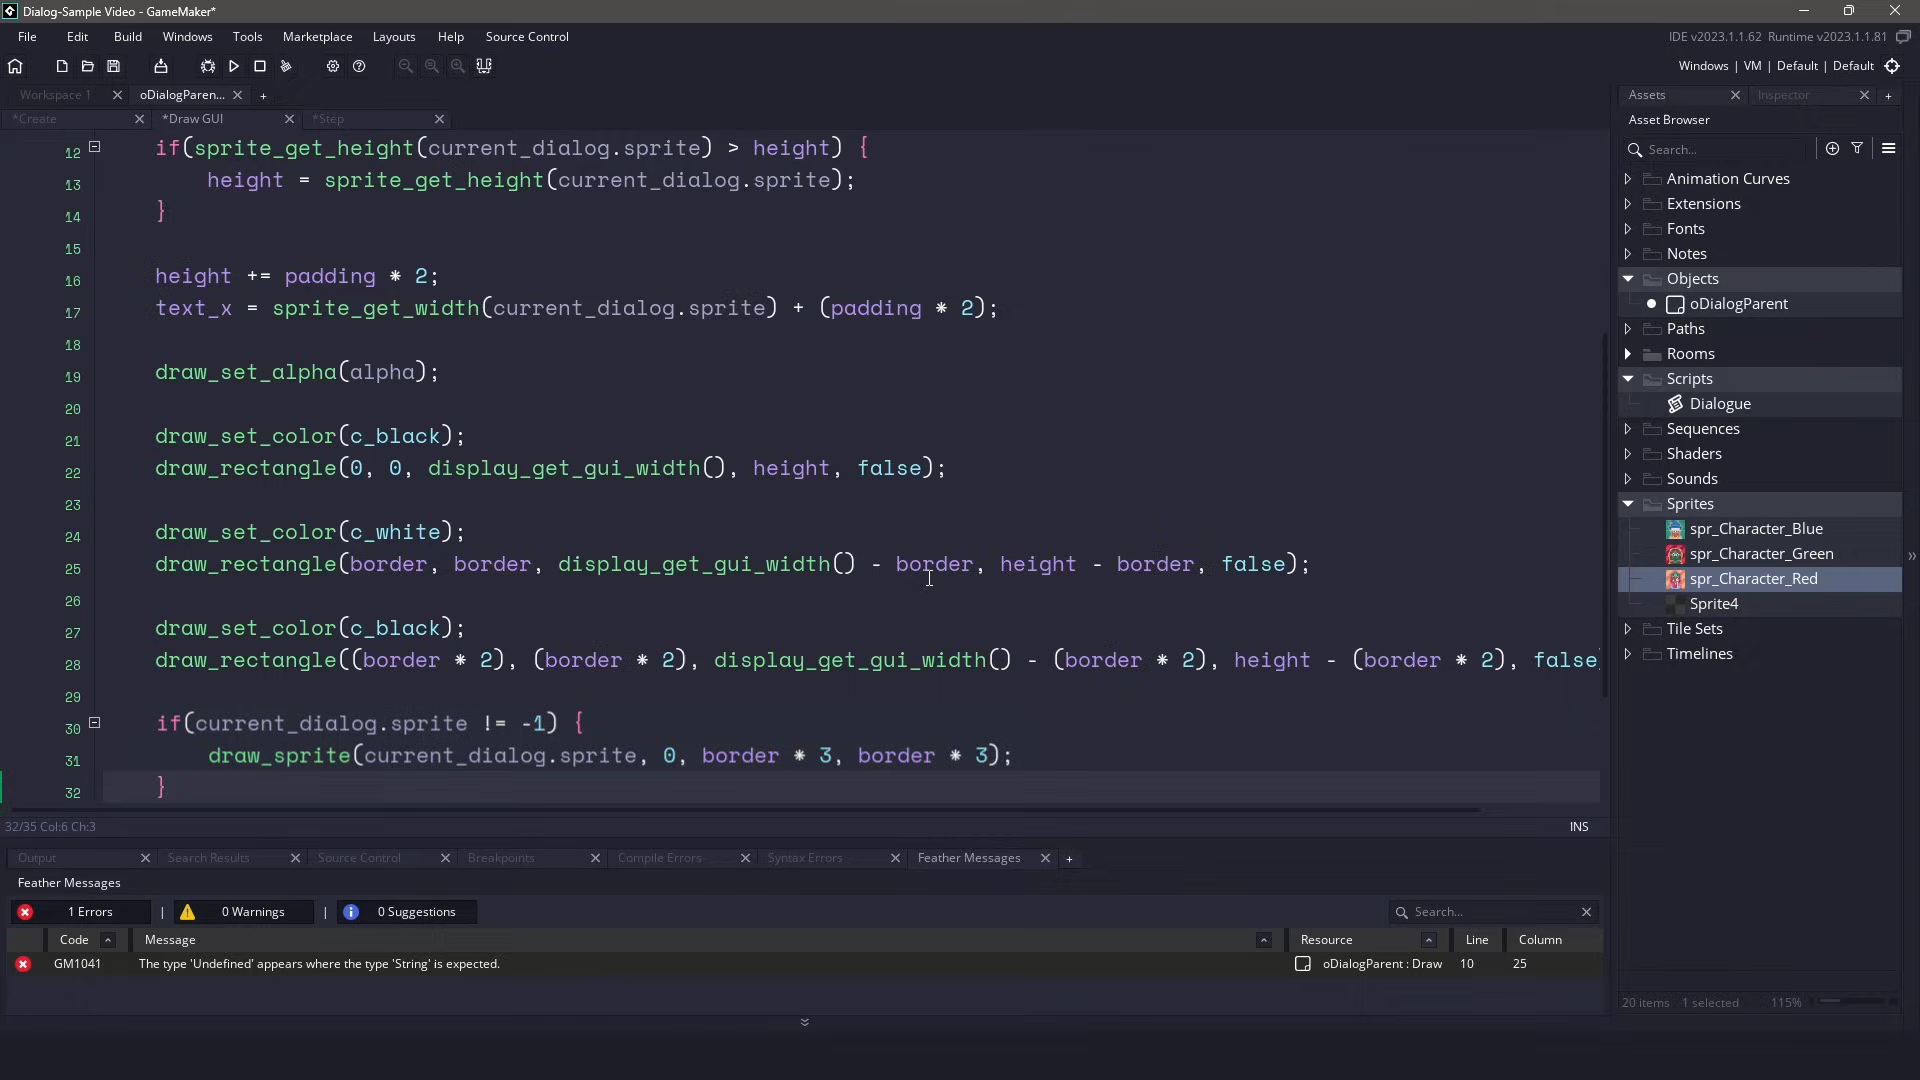 Dialog-Sample Video - GameMaker*
File Edit Build Windows Tools Marketplace Layouts Help Source Control
IDE v2023.1.1.62 Runtime v2023.1.1.81
Windows | VM | Default | Default
Workspace 1 oDialogParen... +
*Create *Draw GUI *Step
12 if(sprite_get_height(current_dialog.sprite) > height) {
13 height = sprite_get_height(current_dialog.sprite);
14 }
15
16 height += padding * 2;
17 text_x = sprite_get_width(current_dialog.sprite) + (padding * 2);
18
19 draw_set_alpha(alpha);
20
21 draw_set_color(c_black);
22 draw_rectangle(0, 0, display_get_gui_width(), height, false);
23
24 draw_set_color(c_white);
25 draw_rectangle(border, border, display_get_gui_width() - border, height - border, false);
26
27 draw_set_color(c_black);
28 draw_rectangle((border * 2), (border * 2), display_get_gui_width() - (border * 2), height - (border * 2), false)
29
30 if(current_dialog.sprite != -1) {
31 draw_sprite(current_dialog.sprite, 0, border * 3, border * 3);
32 }
32/35 Col:6 Ch:3
INS
Output Search Results Source Control Breakpoints Compile Errors Syntax Errors Feather Messages +
Feather Messages
1 Errors | 0 Warnings | 0 Suggestions
Search...
Code Message Resource Line Column
GM1041 The type 'Undefined' appears where the type 'String' is expected. oDialogParent : Draw 10 25
Assets Inspector +
Asset Browser
Search...
Animation Curves
Extensions
Fonts
Notes
Objects
oDialogParent
Paths
Rooms
Scripts
Dialogue
Sequences
Shaders
Sounds
Sprites
spr_Character_Blue
spr_Character_Green
spr_Character_Red
Sprite4
Tile Sets
Timelines
20 items 1 selected 115%